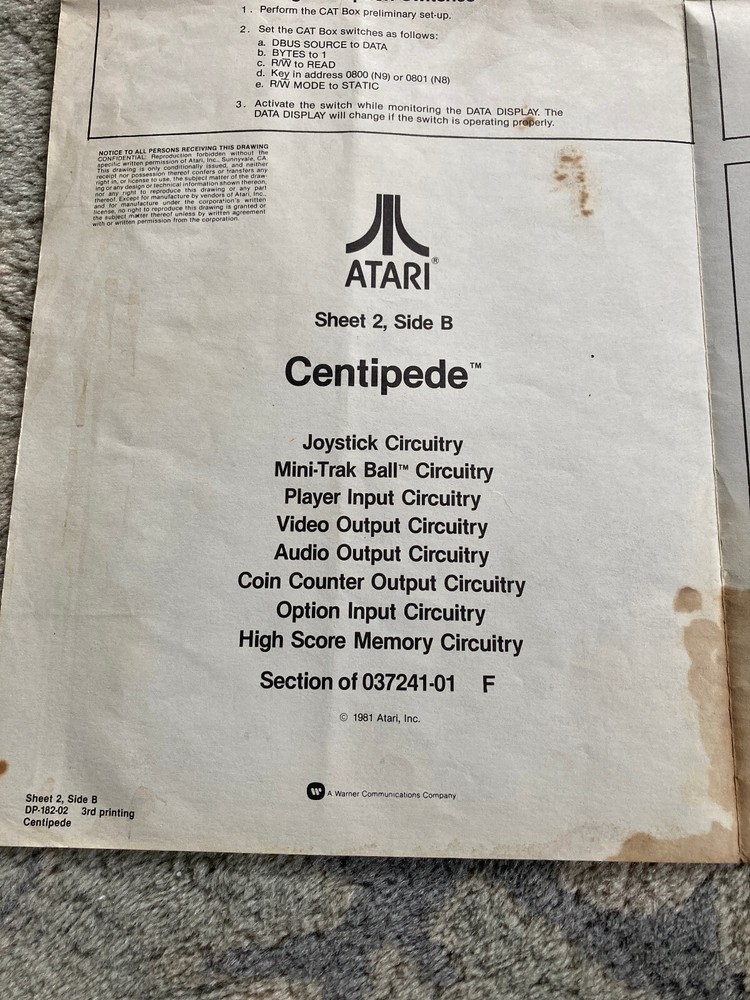 1. Perform the CAT Box preliminary set-up.
2. Set the CAT Box switches as follows:
a. DBUS SOURCE to DATA
b. BYTES to 1
c. R/W̅ to READ
d. Key in address 0800 (N9) or 0801 (N8)
e. R/W̅ MODE to STATIC
3. Activate the switch while monitoring the DATA DISPLAY. The
DATA DISPLAY will change if the switch is operating properly.
NOTICE TO ALL PERSONS RECEIVING THIS DRAWING
CONFIDENTIAL: Reproduction forbidden without the
specific written permission of Atari, Inc., Sunnyvale, CA.
This drawing is only conditionally issued, and neither
receipt nor possession thereof confers or transfers any
right in, or license to use, the subject matter of the draw-
ing or any design or technical information shown thereon,
nor any right to reproduce this drawing or any part
thereof. Except for manufacture by vendors of Atari, Inc.,
and for manufacture under the corporation's written
license, no right to reproduce this drawing is granted or
the subject matter thereof unless by written agreement
with or written permission from the corporation.
ATARI®
Sheet 2, Side B
Centipede™
Joystick Circuitry
Mini-Trak Ball™ Circuitry
Player Input Circuitry
Video Output Circuitry
Audio Output Circuitry
Coin Counter Output Circuitry
Option Input Circuitry
High Score Memory Circuitry
Section of 037241-01 F
© 1981 Atari, Inc.
A Warner Communications Company
Sheet 2, Side B
DP-182-02 3rd printing
Centipede